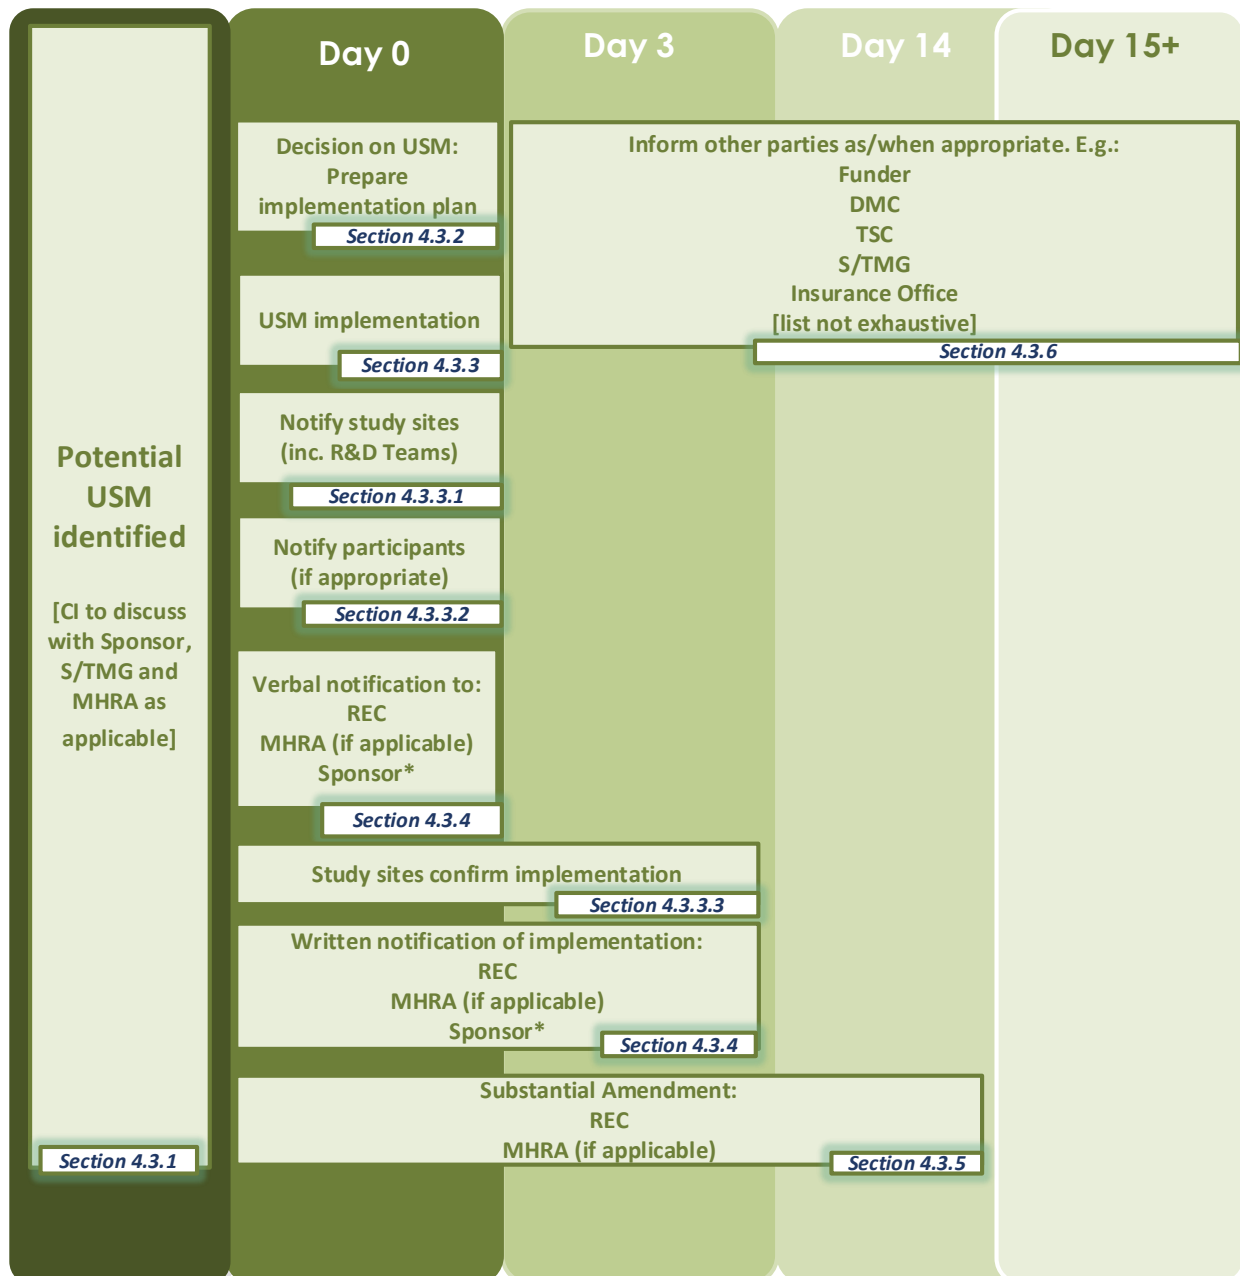 Day 0
Day 3
Day 14
Day 15+
Potential
USM
identified
[CI to discuss
with Sponsor,
S/TMG and
MHRA as
applicable]
Section 4.3.1
Decision on USM:
Prepare
implementation plan
Section 4.3.2
Inform other parties as/when appropriate. E.g.:
Funder
DMC
TSC
S/TMG
Insurance Office
[list not exhaustive]
Section 4.3.6
USM implementation
Section 4.3.3
Notify study sites
(inc. R&D Teams)
Section 4.3.3.1
Notify participants
(if appropriate)
Section 4.3.3.2
Verbal notification to:
REC
MHRA (if applicable)
Sponsor*
Section 4.3.4
Study sites confirm implementation
Section 4.3.3.3
Written notification of implementation:
REC
MHRA (if applicable)
Sponsor*
Section 4.3.4
Substantial Amendment:
REC
MHRA (if applicable)
Section 4.3.5